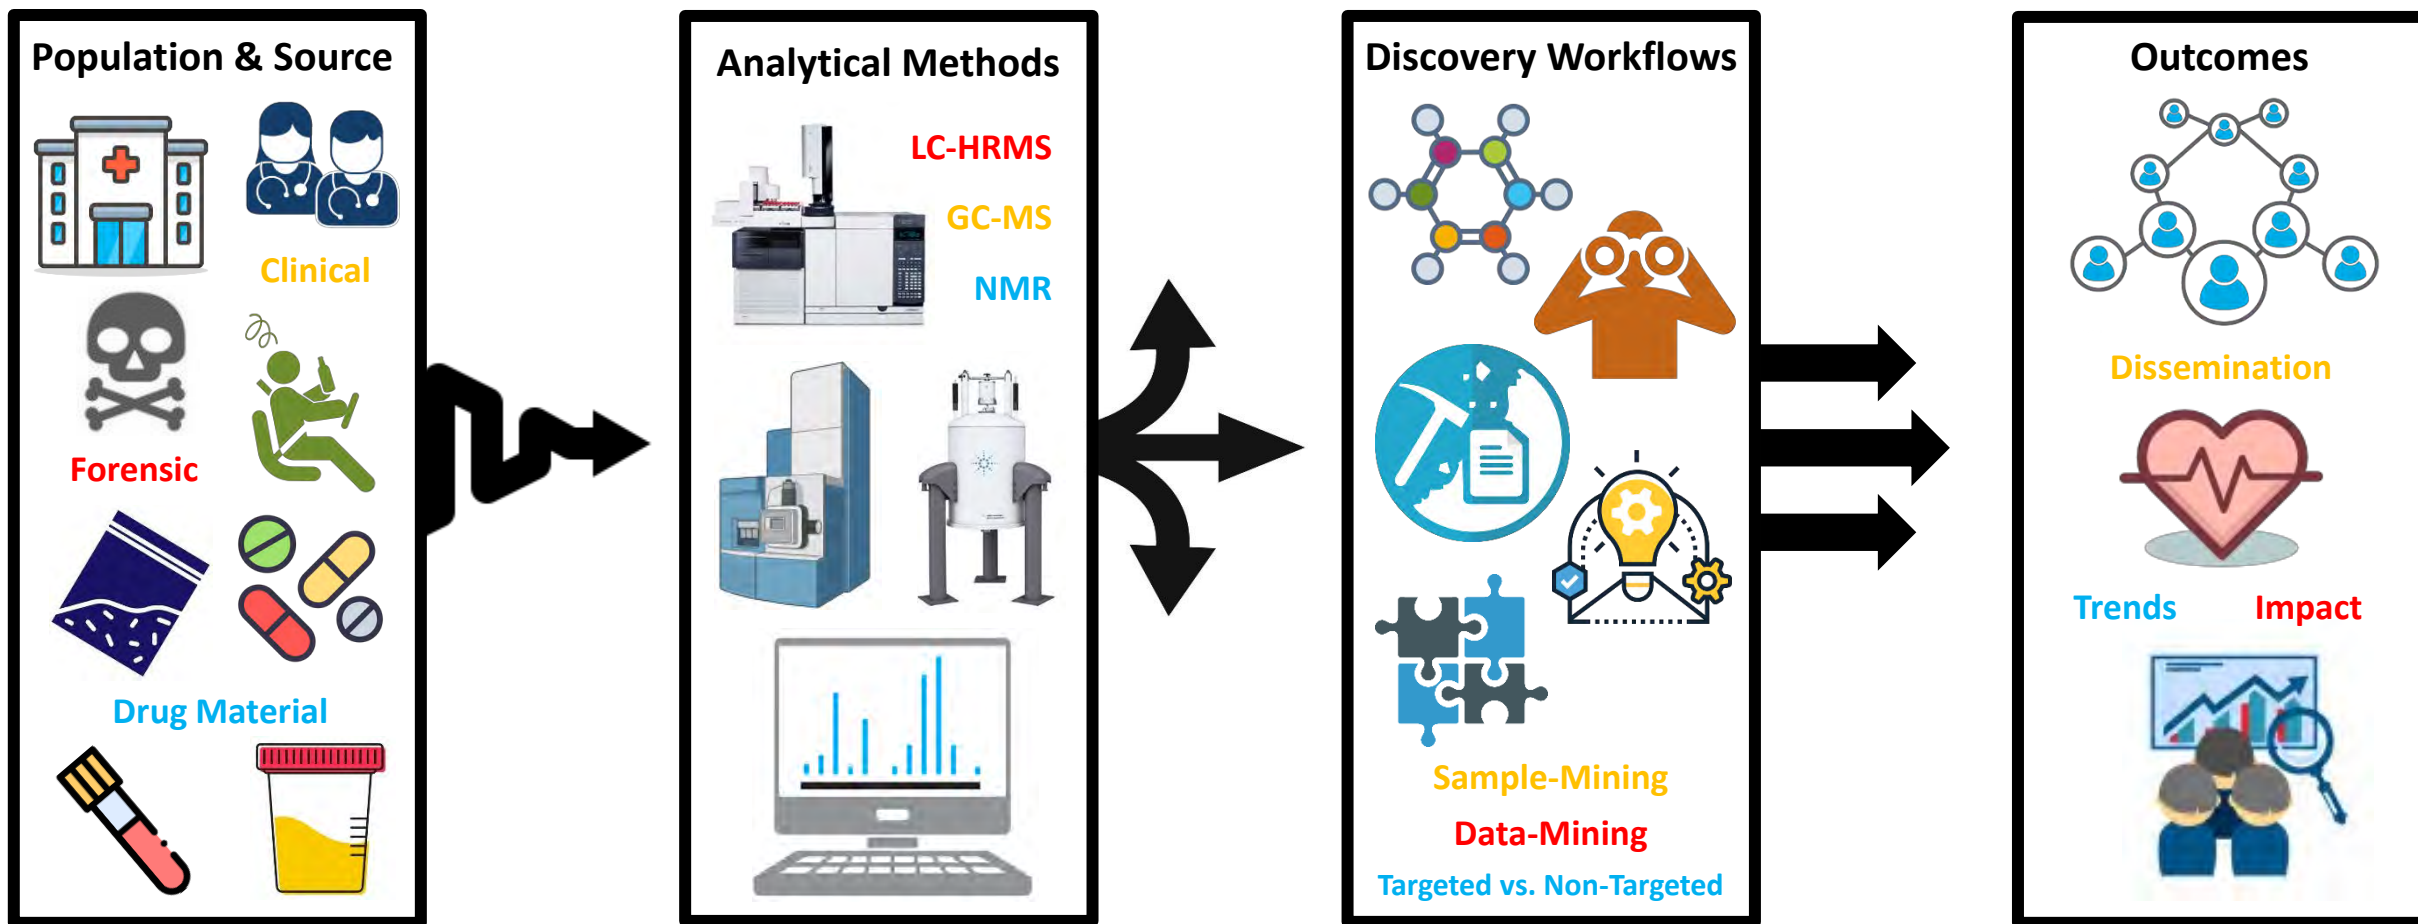 Population & Source
Clinical
Forensic
Drug Material
Analytical Methods
LC-HRMS
GC-MS
NMR
Discovery Workflows
Sample-Mining
Data-Mining
Targeted vs. Non-Targeted
Outcomes
Dissemination
Trends
Impact